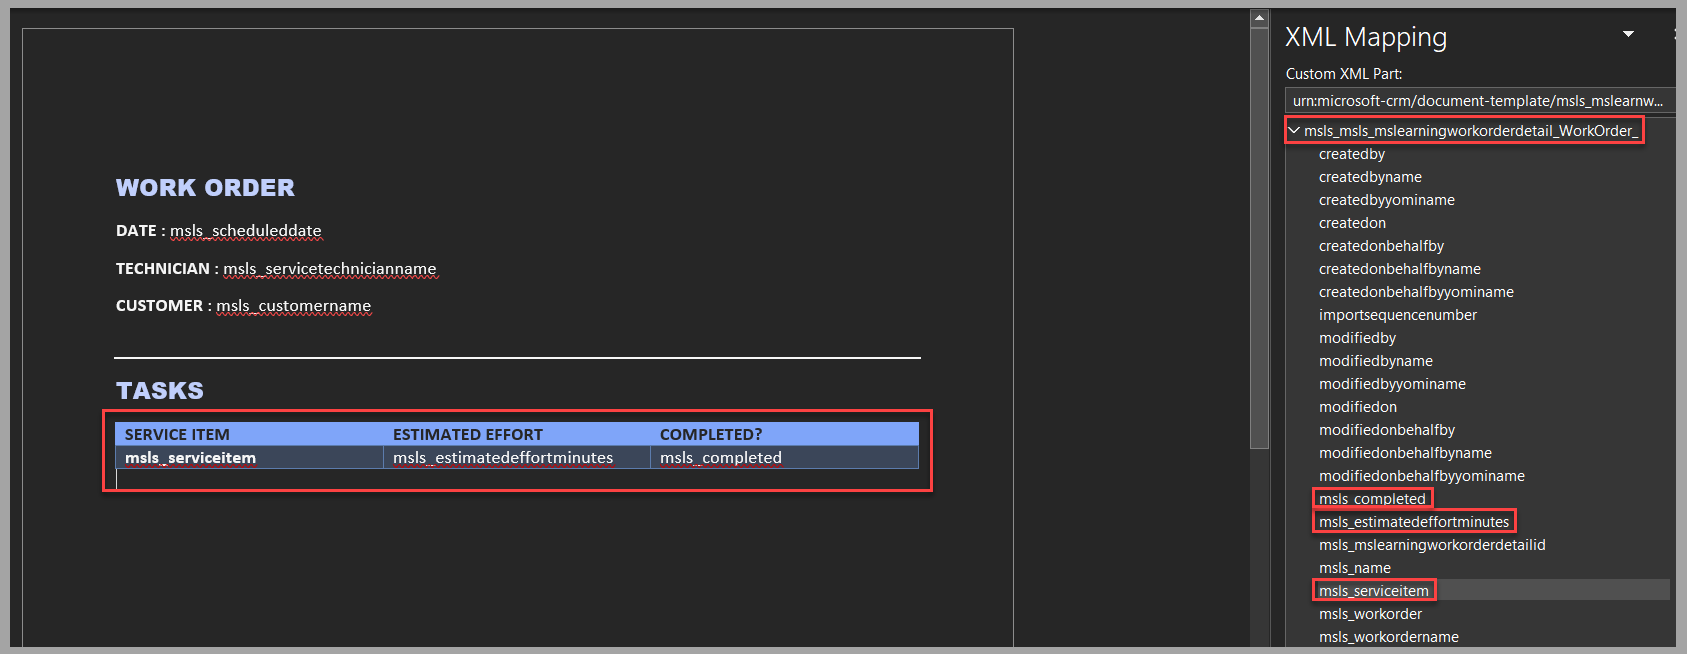 WORK ORDER
DATE : msls_scheduleddate
TECHNICIAN : msls_servicetechnicianname
CUSTOMER : msls_customername
TASKS
SERVICE ITEM ESTIMATED EFFORT COMPLETED?
msls_serviceitem msls_estimatedeffortminutes msls_completed
XML Mapping
Custom XML Part:
urn:microsoft-crm/document-template/msls_mslearnw...
msls_msls_mslearningworkorderdetail_WorkOrder_
createdby
createdbyname
createdbyyominame
createdon
createdonbehalfby
createdonbehalfbyname
createdonbehalfbyyominame
importsequencenumber
modifiedby
modifiedbyname
modifiedbyyominame
modifiedon
modifiedonbehalfby
modifiedonbehalfbyname
modifiedonbehalfbyyominame
msls_completed
msls_estimatedeffortminutes
msls_mslearningworkorderdetailid
msls_name
msls_serviceitem
msls_workorder
msls_workordername